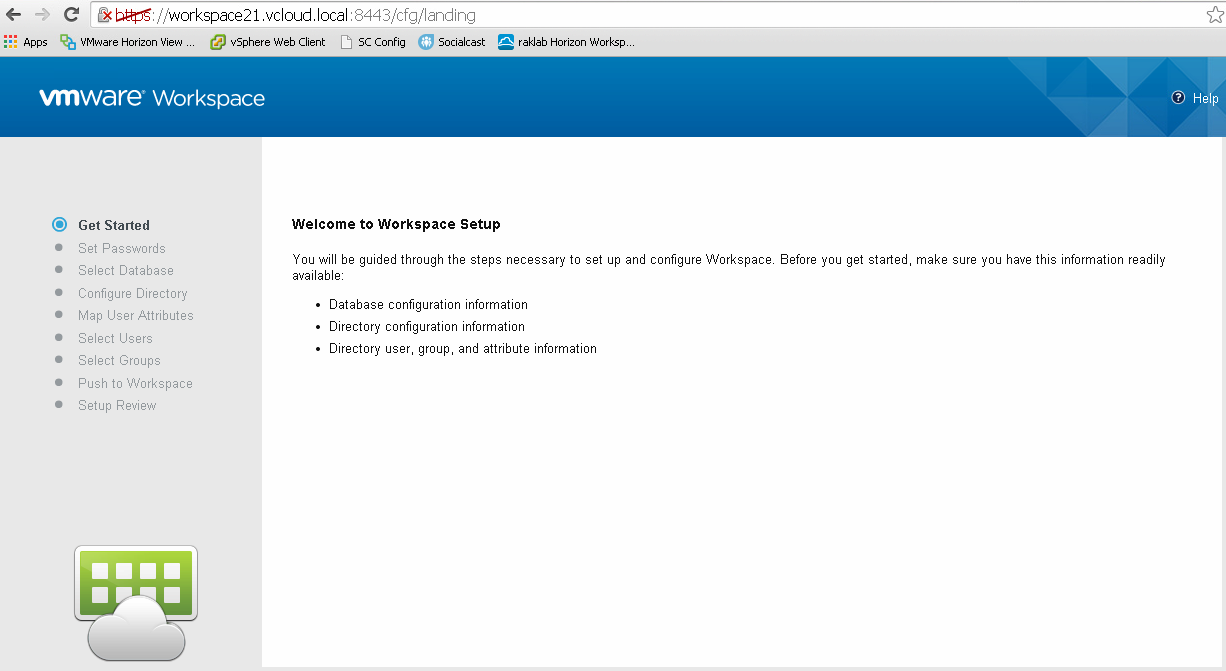 https://workspace21.vcloud.local:8443/cfg/landing
Apps VMware Horizon View ... vSphere Web Client SC Config Socialcast raklab Horizon Worksp...
vmware® Workspace
? Help
Get Started
Set Passwords
Select Database
Configure Directory
Map User Attributes
Select Users
Select Groups
Push to Workspace
Setup Review
Welcome to Workspace Setup
You will be guided through the steps necessary to set up and configure Workspace. Before you get started, make sure you have this information readily
available:
• Database configuration information
• Directory configuration information
• Directory user, group, and attribute information